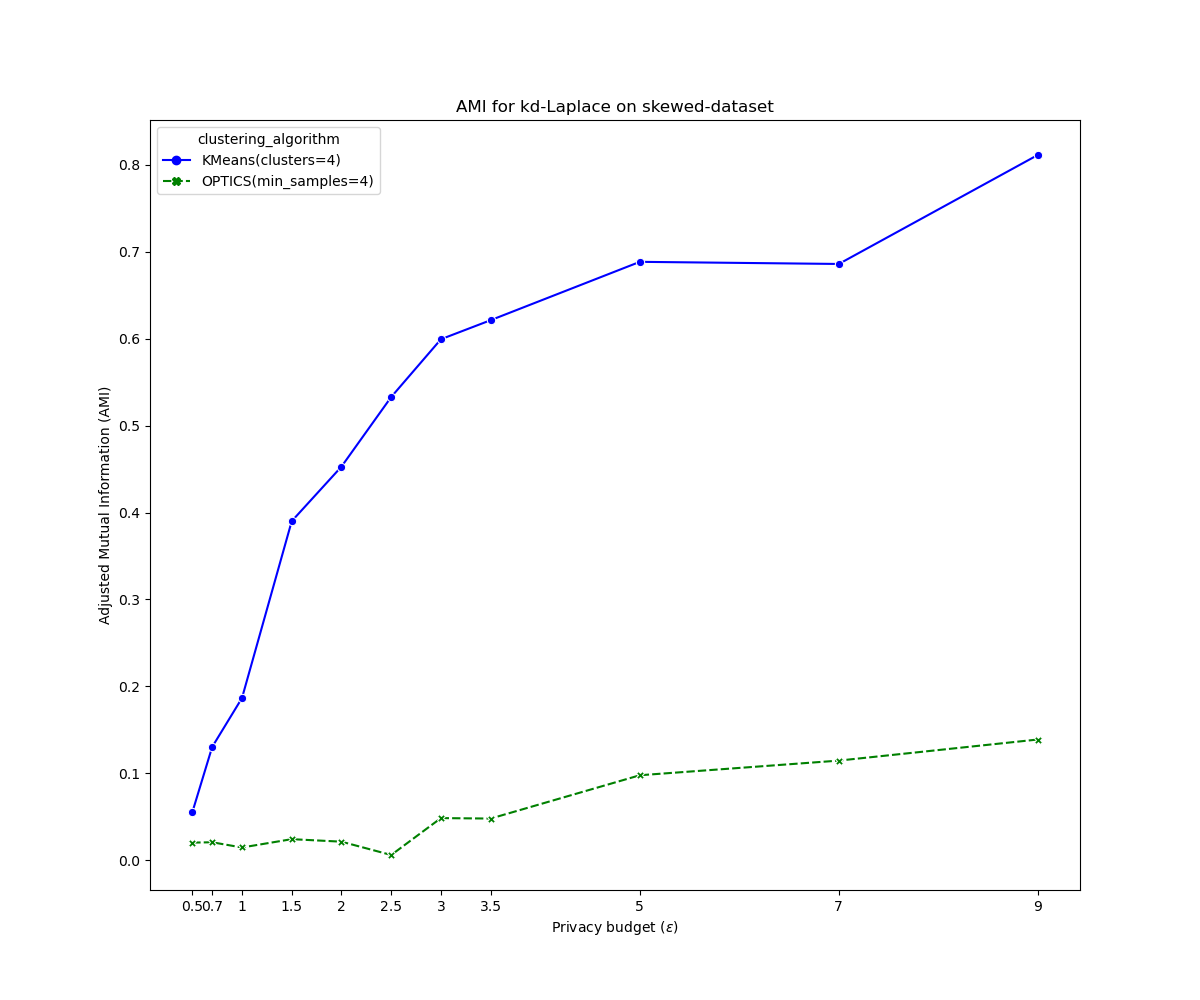 AMI for kd-Laplace on skewed-dataset
clustering_algorithm
KMeans(clusters=4)
OPTICS(min_samples=4)
Adjusted Mutual Information (AMI)
0.8
0.7
0.6
0.5
0.4
0.3
0.2
0.1
0.0
0.5 0.7 1 1.5 2 2.5 3 3.5 5 7 9
Privacy budget (ε)